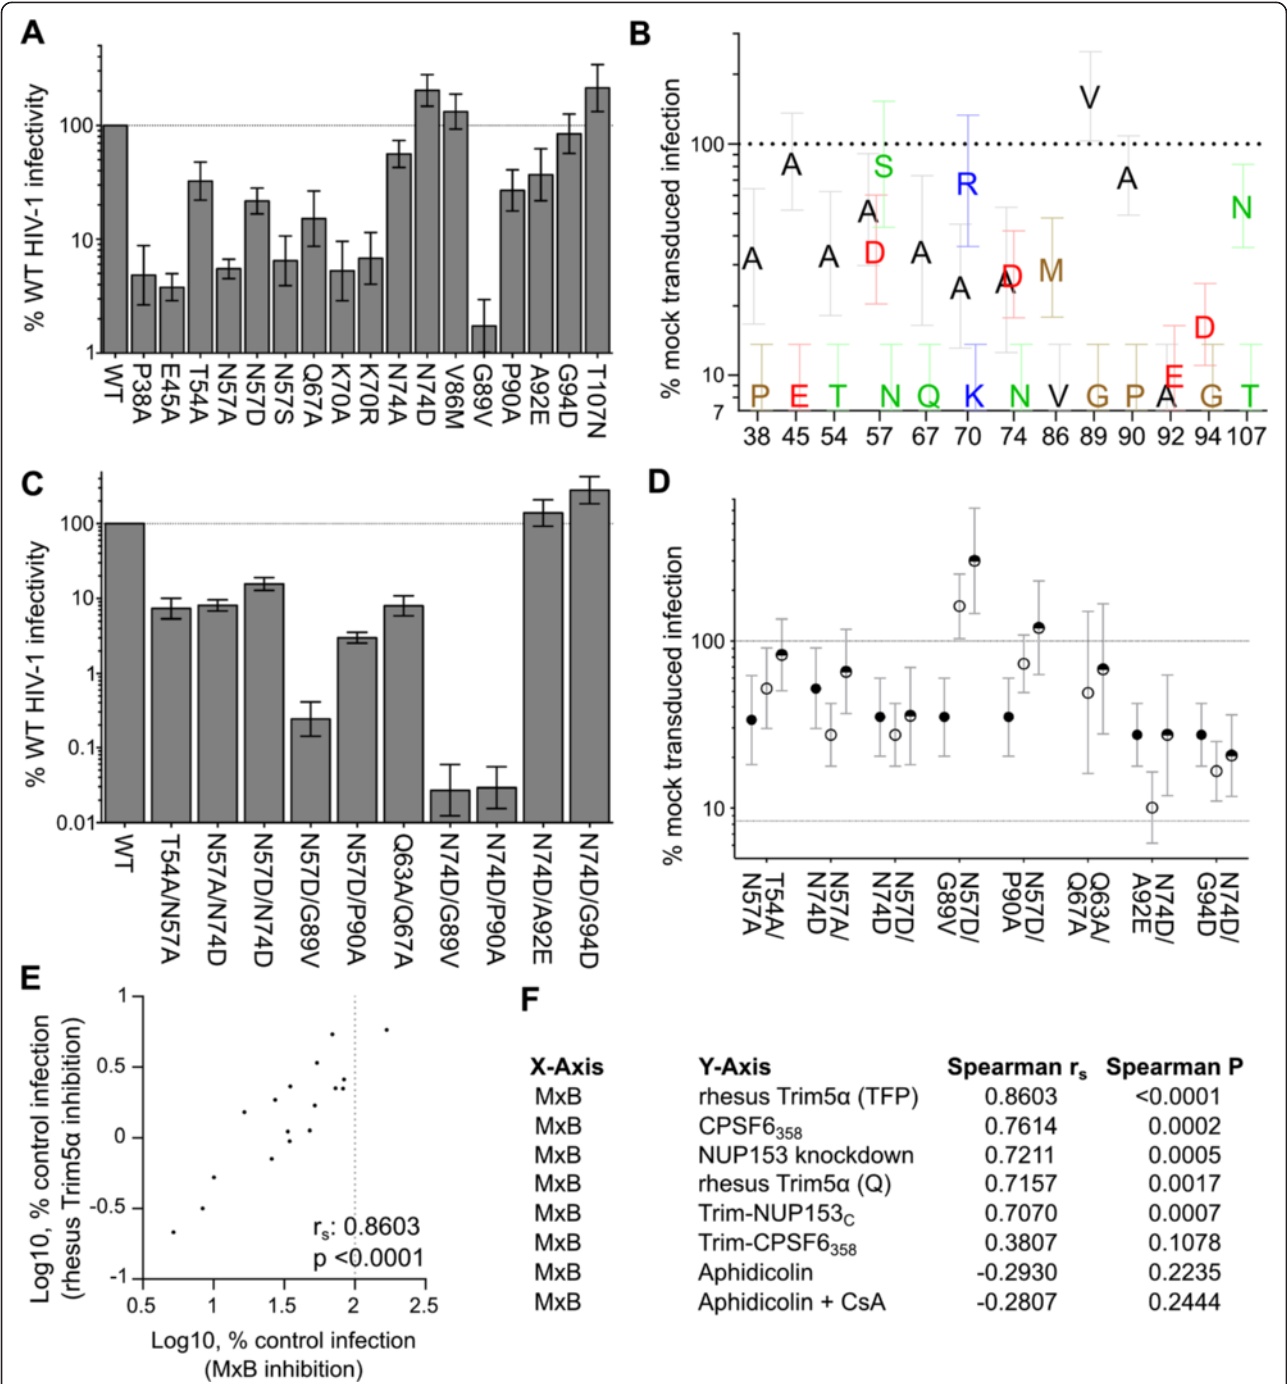 A
% WT HIV-1 infectivity
100
10
1
WT
P38A
E45A
T54A
N57A
N57D
N57S
Q67A
K70A
K70R
N74A
N74D
V86M
G89V
P90A
A92E
G94D
T107N
B
% mock transduced infection
100
10
7
V
A
S
R
A
A
N
A
D
A
A
A
A
A
D
M
D
P
E
T
N
Q
K
N
V
G
P
A
E
G
T
38
45
54
57
67
70
74
86
89
90
92
94
107
C
% WT HIV-1 infectivity
100
10
1
0.1
0.01
WT
T54A/N57A
N57A/N74D
N57D/N74D
N57D/G89V
N57D/P90A
Q63A/Q67A
N74D/G89V
N74D/P90A
N74D/A92E
N74D/G94D
D
% mock transduced infection
100
10
T54A/
N57A
N57A/
N74D
N57D/
N74D
N57D/
G89V
N57D/
P90A
Q63A/
Q67A
N74D/
A92E
N74D/
G94D
E
Log10, % control infection
(rhesus Trim5α inhibition)
1
0.5
0
-0.5
-1
rs: 0.8603
p <0.0001
0.5 1 1.5 2 2.5
Log10, % control infection
(MxB inhibition)
F
X-Axis Y-Axis Spearman rs Spearman P
MxB rhesus Trim5α (TFP) 0.8603 <0.0001
MxB CPSF6358 0.7614 0.0002
MxB NUP153 knockdown 0.7211 0.0005
MxB rhesus Trim5α (Q) 0.7157 0.0017
MxB Trim-NUP153C 0.7070 0.0007
MxB Trim-CPSF6358 0.3807 0.1078
MxB Aphidicolin -0.2930 0.2235
MxB Aphidicolin + CsA -0.2807 0.2444